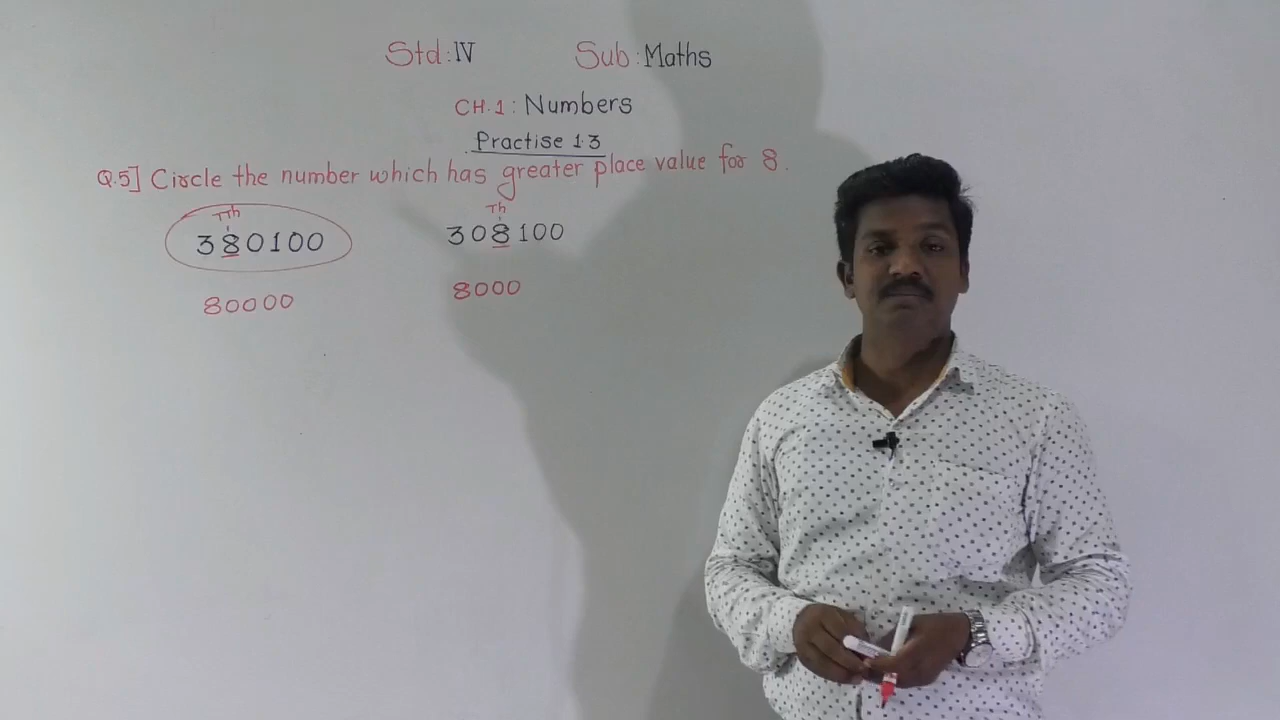 Std: IV Sub: Maths
CH.1: Numbers
Practise 1.3
Q.5] Circle the number which has greater place value for 8.
TTh Th
380100 308100
80000 8000